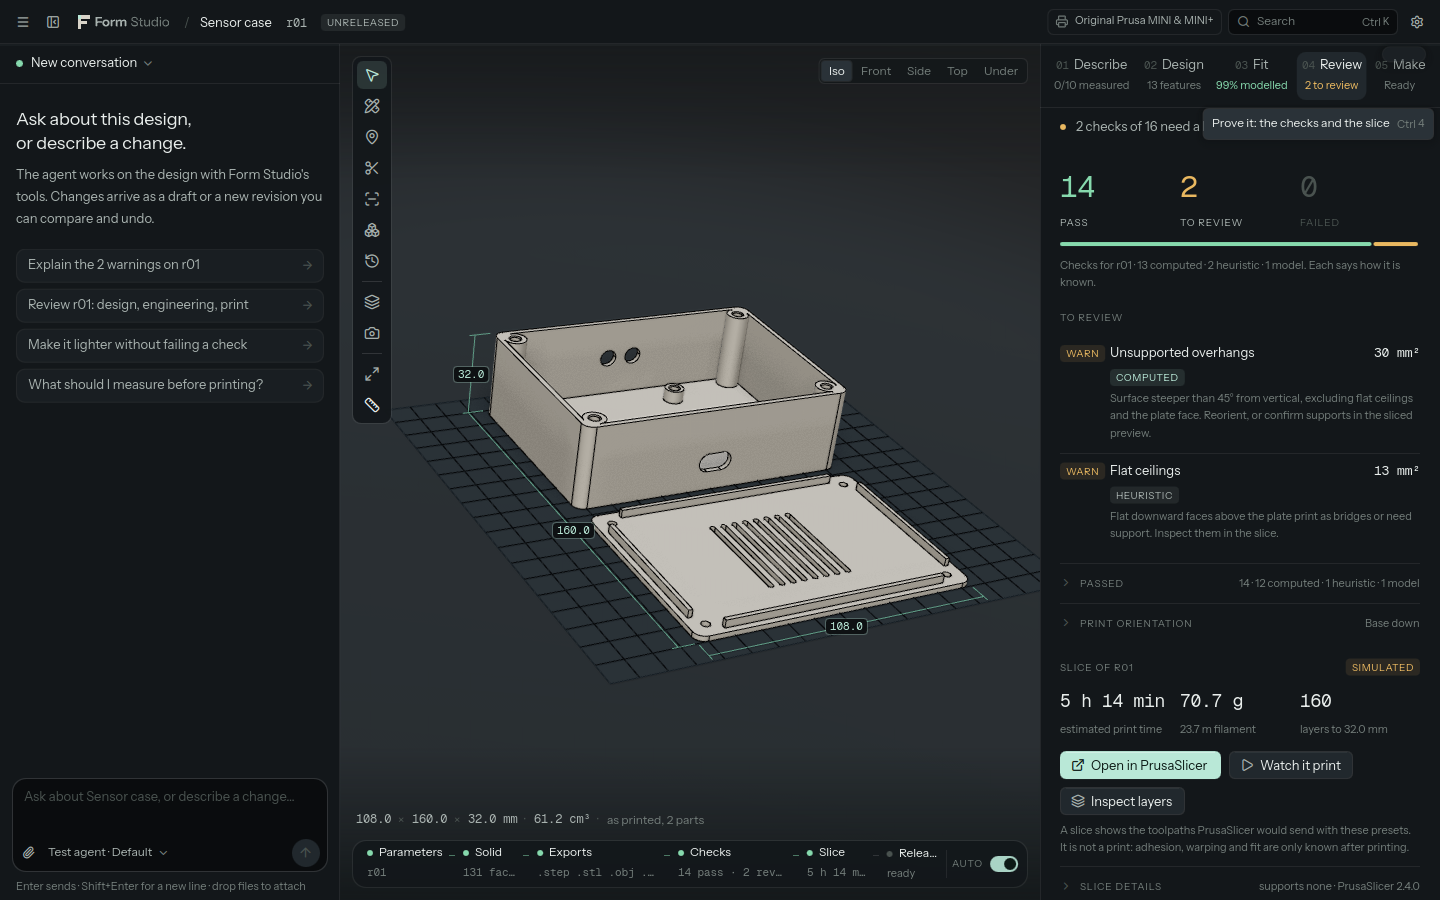 Form Studio / Sensor case r01 UNRELEASED
Original Prusa MINI & MINI+
Search Ctrl K
New conversation
Ask about this design,
or describe a change.
The agent works on the design with Form Studio's
tools. Changes arrive as a draft or a new revision you
can compare and undo.
Explain the 2 warnings on r01
Review r01: design, engineering, print
Make it lighter without failing a check
What should I measure before printing?
Ask about Sensor case, or describe a change...
Test agent · Default
Enter sends · Shift+Enter for a new line · drop files to attach
Iso Front Side Top Under
32.0
160.0
108.0
108.0 × 160.0 × 32.0 mm · 61.2 cm³ · as printed, 2 parts
Parameters Solid Exports Checks Slice Relea...
r01 131 fac... .step .stl .obj ... 14 pass · 2 rev... 5 h 14 m... ready
AUTO
01 Describe 02 Design 03 Fit 04 Review 05 Make
0/10 measured 13 features 99% modelled 2 to review Ready
2 checks of 16 need a
Prove it: the checks and the slice Ctrl 4
14 2 0
PASS TO REVIEW FAILED
Checks for r01 · 13 computed · 2 heuristic · 1 model. Each says how it is
known.
TO REVIEW
WARN Unsupported overhangs 30 mm²
COMPUTED
Surface steeper than 45° from vertical, excluding flat ceilings
and the plate face. Reorient, or confirm supports in the sliced
preview.
WARN Flat ceilings 13 mm²
HEURISTIC
Flat downward faces above the plate print as bridges or need
support. Inspect them in the slice.
PASSED 14 · 12 computed · 1 heuristic · 1 model
PRINT ORIENTATION Base down
SLICE OF R01 SIMULATED
5 h 14 min 70.7 g 160
estimated print time 23.7 m filament layers to 32.0 mm
Open in PrusaSlicer
Watch it print
Inspect layers
A slice shows the toolpaths PrusaSlicer would send with these presets.
It is not a print: adhesion, warping and fit are only known after printing.
SLICE DETAILS supports none · PrusaSlicer 2.4.0